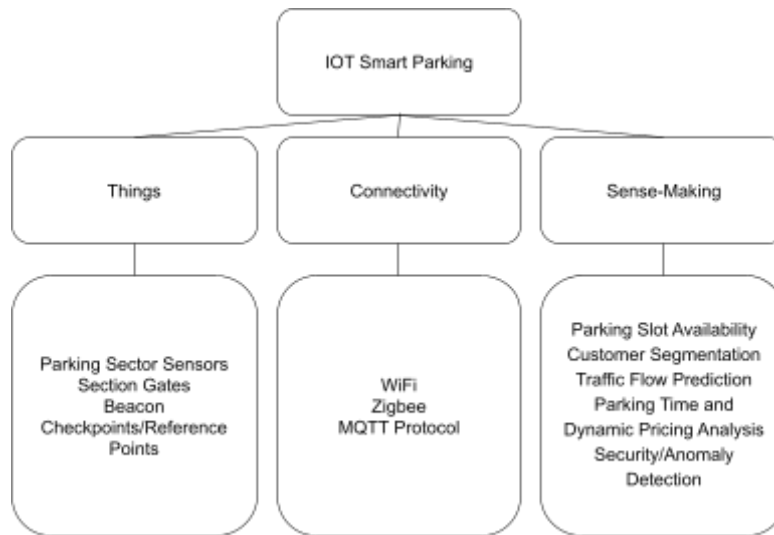 IOT Smart Parking
Things
Connectivity
Sense-Making
Parking Sector Sensors
Section Gates
Beacon
Checkpoints/Reference
Points
WiFi
Zigbee
MQTT Protocol
Parking Slot Availability
Customer Segmentation
Traffic Flow Prediction
Parking Time and
Dynamic Pricing Analysis
Security/Anomaly
Detection